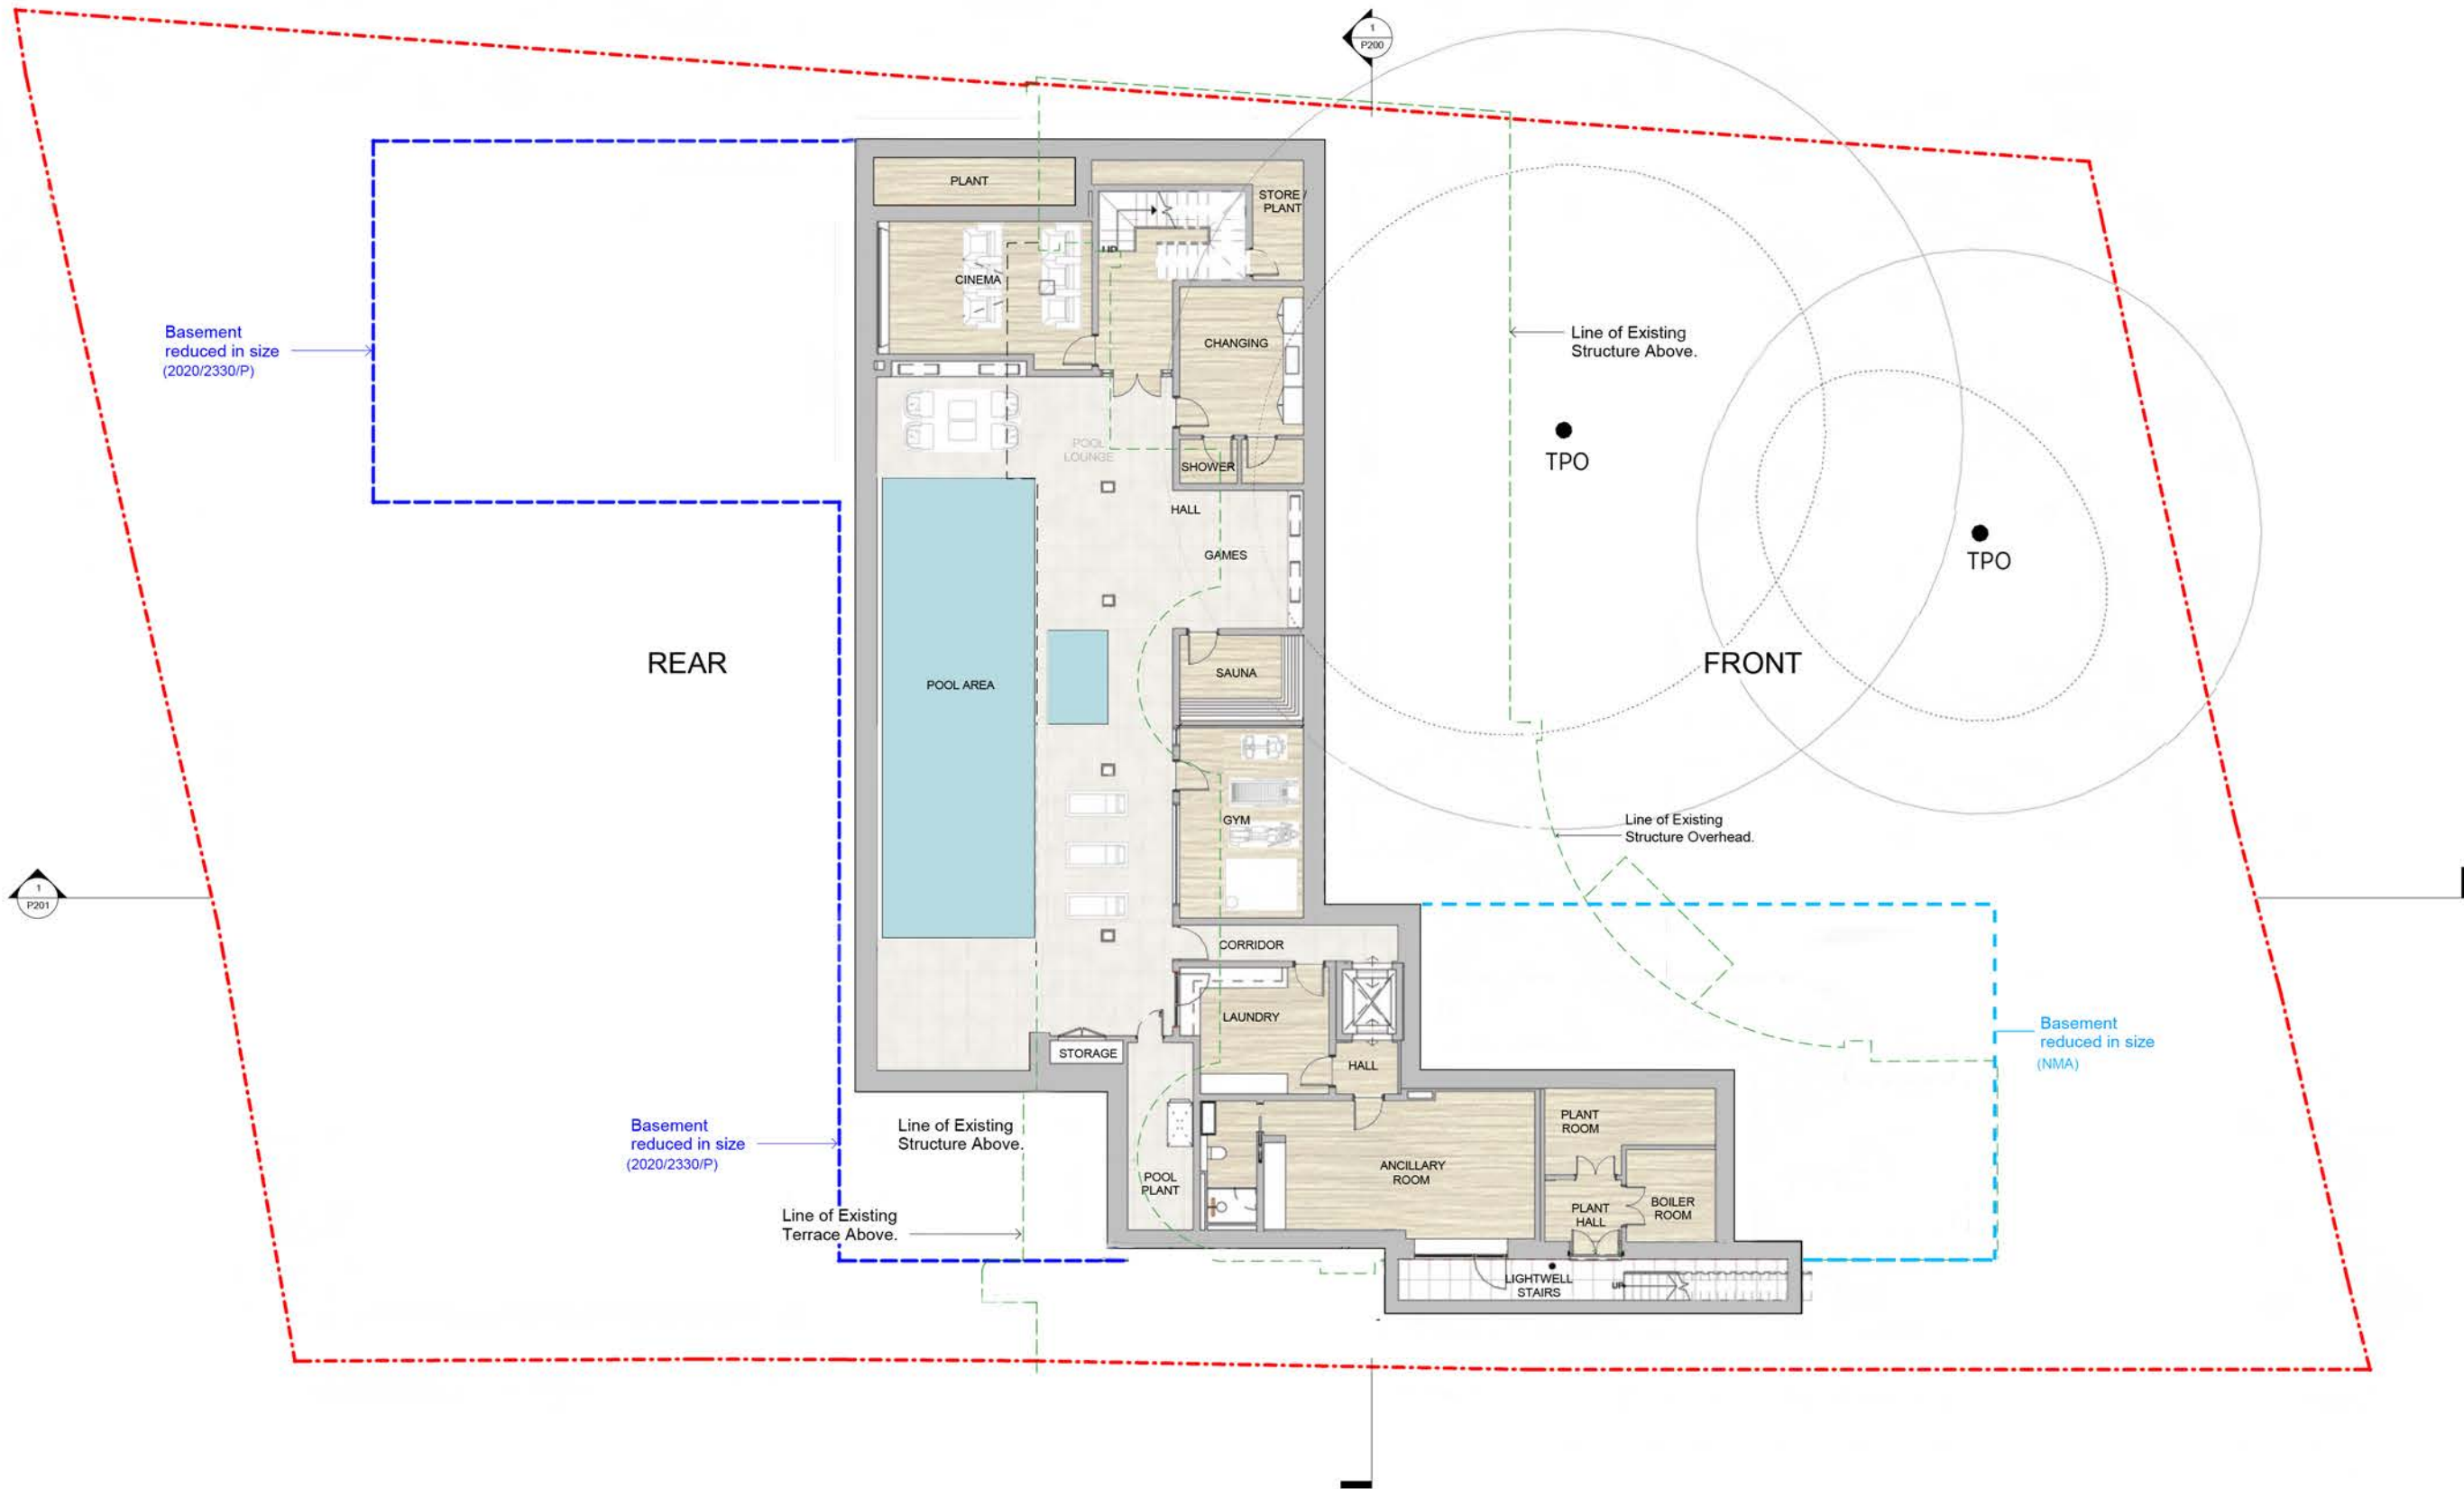 1
P200
PLANT
STORE /
PLANT
UP
CINEMA
Basement
reduced in size
(2020/2330/P)
Line of Existing
Structure Above.
CHANGING
POOL
LOUNGE
SHOWER
TPO
HALL
GAMES
TPO
REAR
FRONT
SAUNA
POOL AREA
GYM
Line of Existing
Structure Overhead.
1
P201
CORRIDOR
LAUNDRY
STORAGE
HALL
Basement
reduced in size
(NMA)
Basement
reduced in size
(2020/2330/P)
Line of Existing
Structure Above.
PLANT
ROOM
ANCILLARY
ROOM
POOL
PLANT
PLANT
HALL
BOILER
ROOM
Line of Existing
Terrace Above.
LIGHTWELL
STAIRS
UP